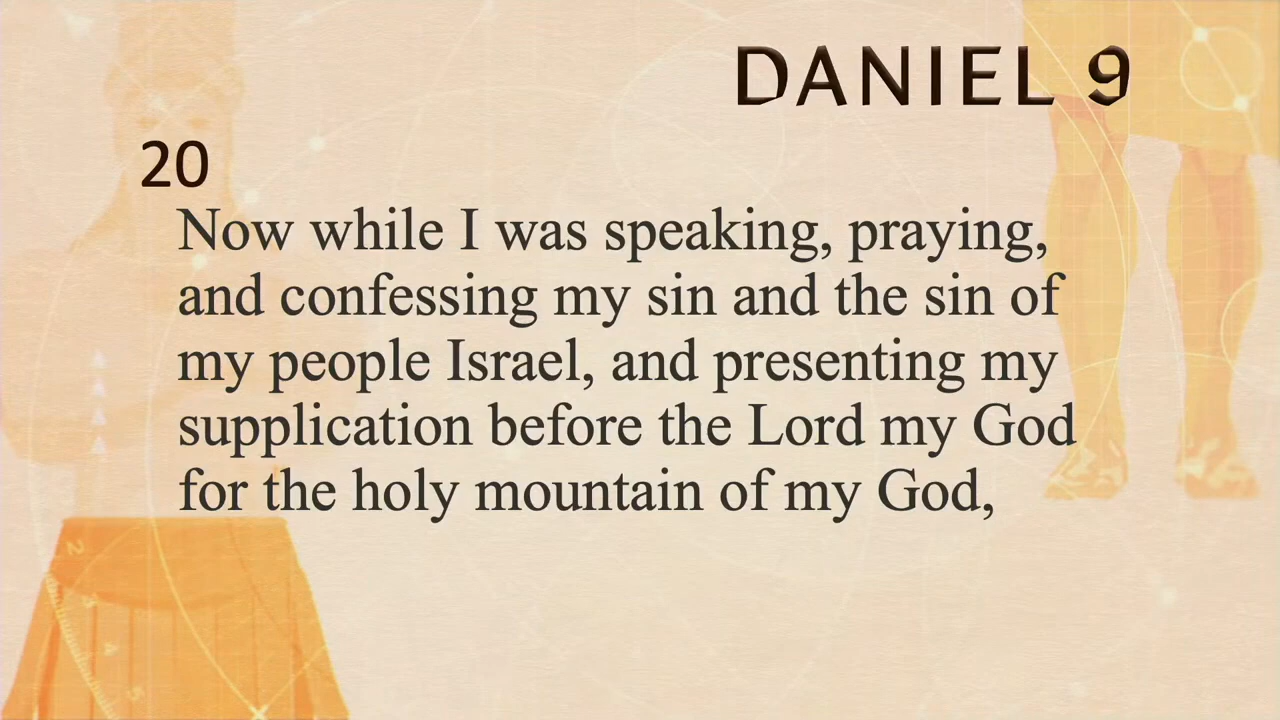 DANIEL 9
20
Now while I was speaking, praying,
and confessing my sin and the sin of
my people Israel, and presenting my
supplication before the Lord my God
for the holy mountain of my God,